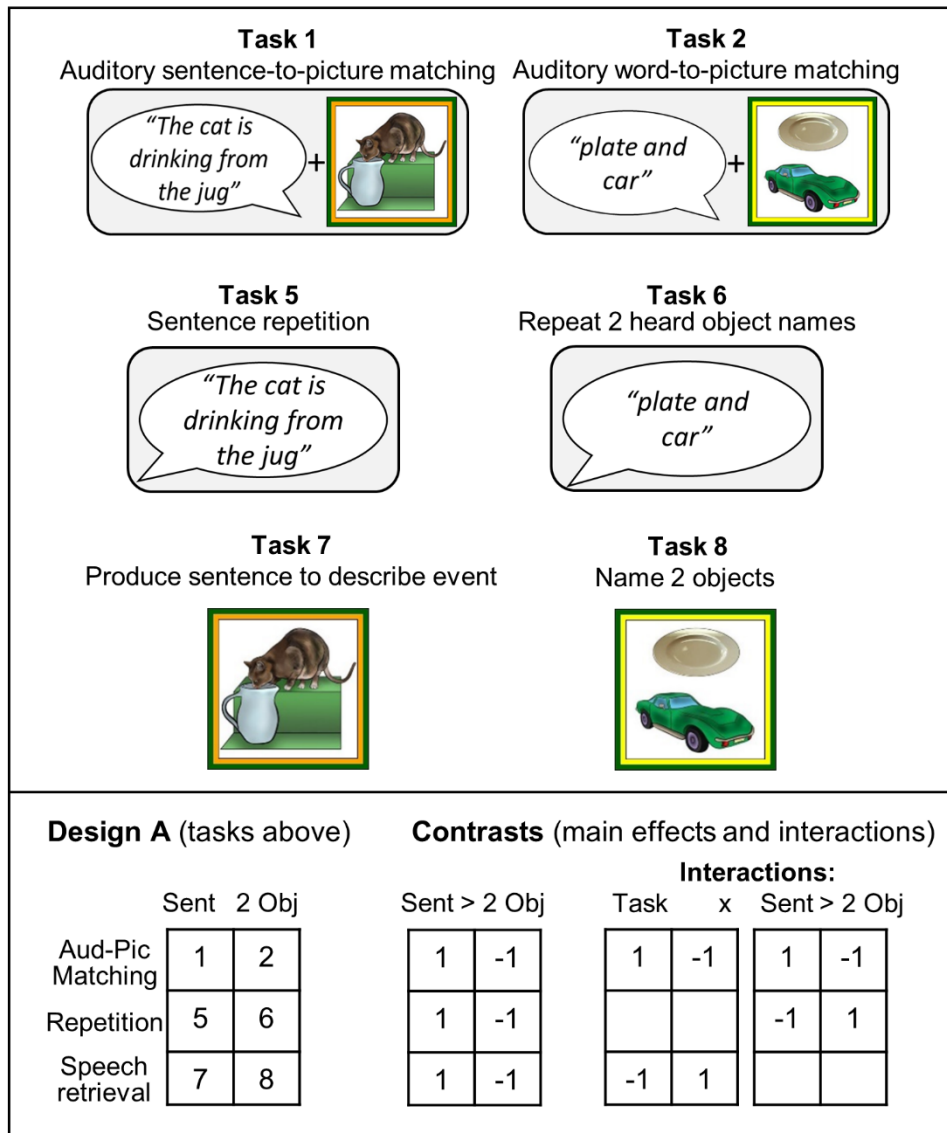 Task 1
Auditory sentence-to-picture matching
“The cat is
drinking from
the jug”
+
Task 2
Auditory word-to-picture matching
“plate and
car”
+
Task 5
Sentence repetition
“The cat is
drinking from
the jug”
Task 6
Repeat 2 heard object names
“plate and
car”
Task 7
Produce sentence to describe event
Task 8
Name 2 objects
Design A (tasks above)
Sent 2 Obj
Aud-Pic
Matching
1 2
Repetition
5 6
Speech
retrieval
7 8
Contrasts (main effects and interactions)
Sent > 2 Obj
1 -1
1 -1
1 -1
Interactions:
Task x Sent > 2 Obj
1 -1 1 -1
-1 1
-1 1